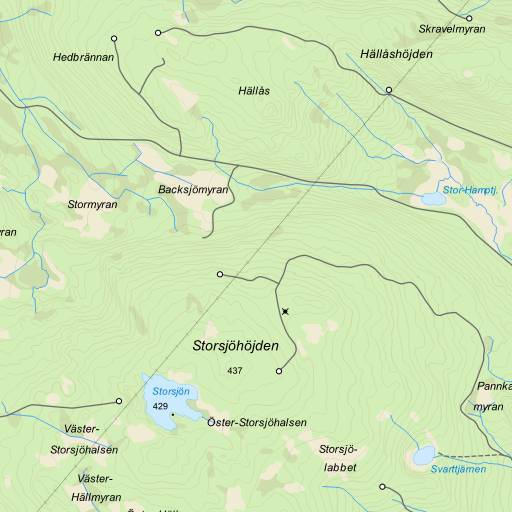 Skravelmyran
Hedbrännan
Hällåshöjden
Hällås
Backsjömyran
Stor-Hamptj.
Stormyran
yran
Storsjöhöjden
437
Storsjön
429
Pannka
myran
Öster-Storsjöhalsen
Väster-
Storsjöhalsen
Storsjö-
labbet
Svarttjärnen
Väster-
Hällmyran